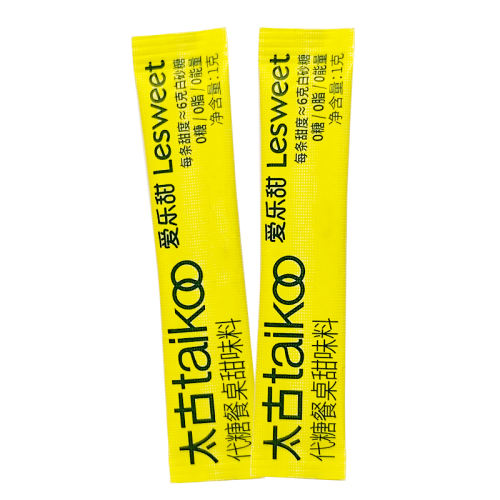 太古taikoo 爱乐甜 Lesweet
代糖餐桌甜味料
每条甜度≈6克白砂糖
0糖/0脂/0能量
净含量:1克
太古taikoo 爱乐甜 Lesweet
代糖餐桌甜味料
每条甜度≈6克白砂糖
0糖/0脂/0能量
净含量:1克